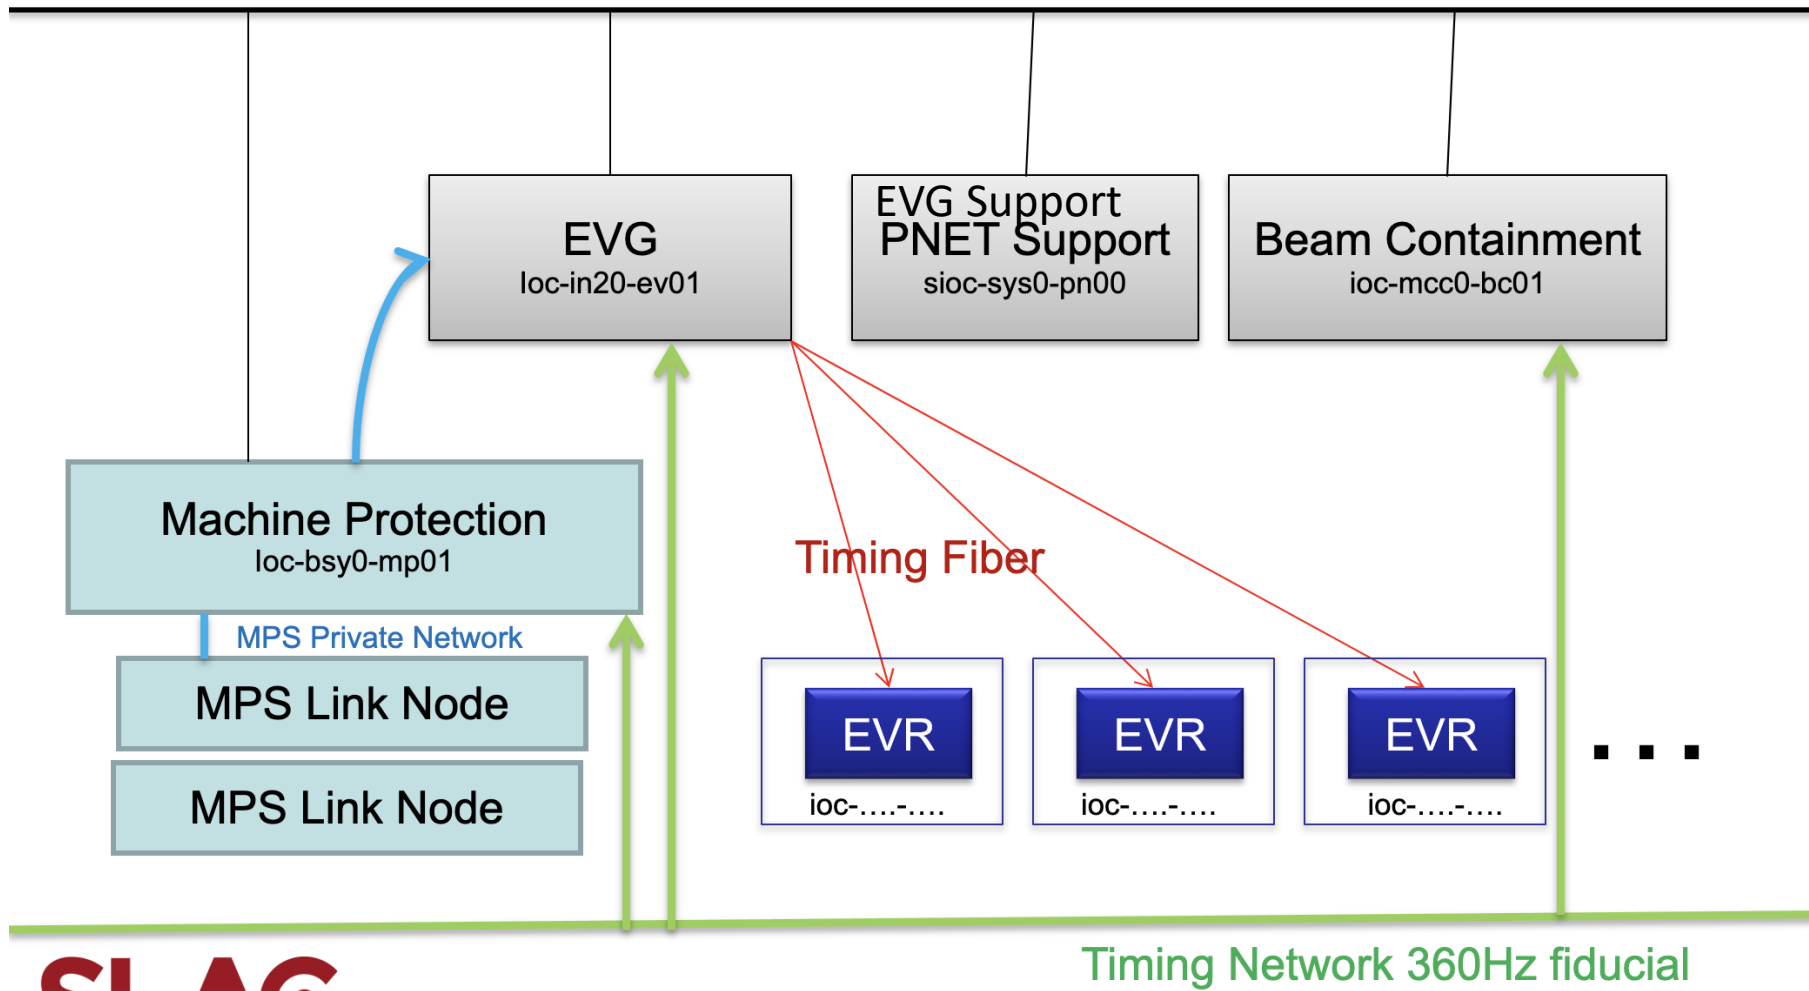 EVG
Ioc-in20-ev01
EVG Support
PNET Support
sioc-sys0-pn00
Beam Containment
ioc-mcc0-bc01
Machine Protection
Ioc-bsy0-mp01
Timing Fiber
MPS Private Network
MPS Link Node
MPS Link Node
EVR
ioc-....-....
EVR
ioc-....-....
EVR
ioc-....-....
...
Timing Network 360Hz fiducial
SLAC